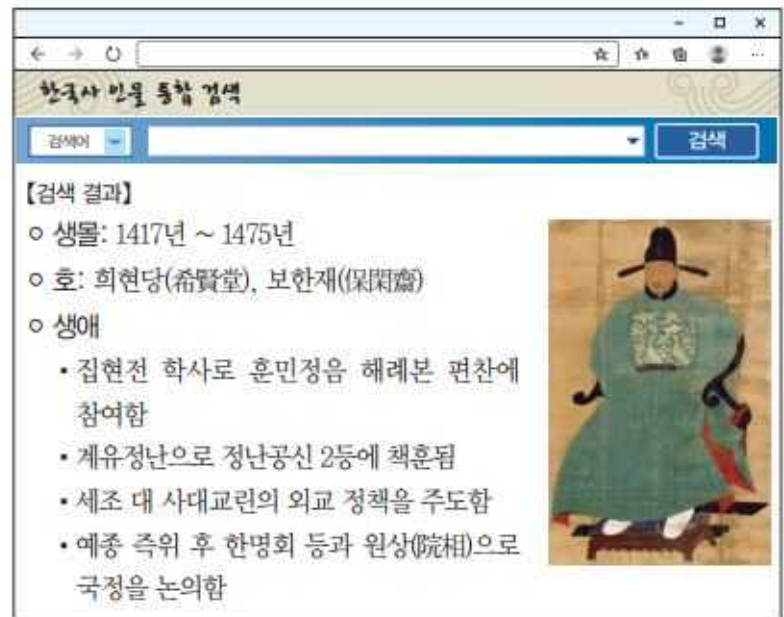 한국사 인물 통합 검색
검색어
검색
【검색 결과】
○ 생몰: 1417년 ~ 1475년
○ 호: 희현당(希賢堂), 보한재((保閑齋)
○ 생애
• 집현전 학사로 훈민정음 해례본 편찬에
참여함
• 계유정난으로 정난공신 2등에 책훈됨
• 세조 대 사대교린의 외교 정책을 주도함
• 예종 즉위 후 한명회 등과 원상(院相)으로
국정을 논의함